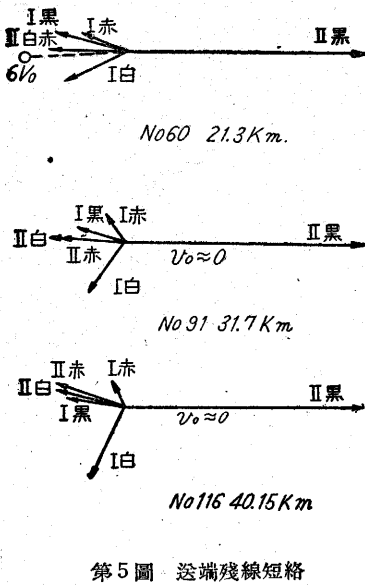 I黒 I赤
II白赤 II黒
6V₀ I白
No60 21.3Km.
I黒 I赤
II白 II赤 II黒
v₀≈0
I白
No 91 31.7Km
II赤 I赤
II白 II黒
I黒 v₀≈0
I白
No116 40.15Km
第5圖 送端殘線短絡